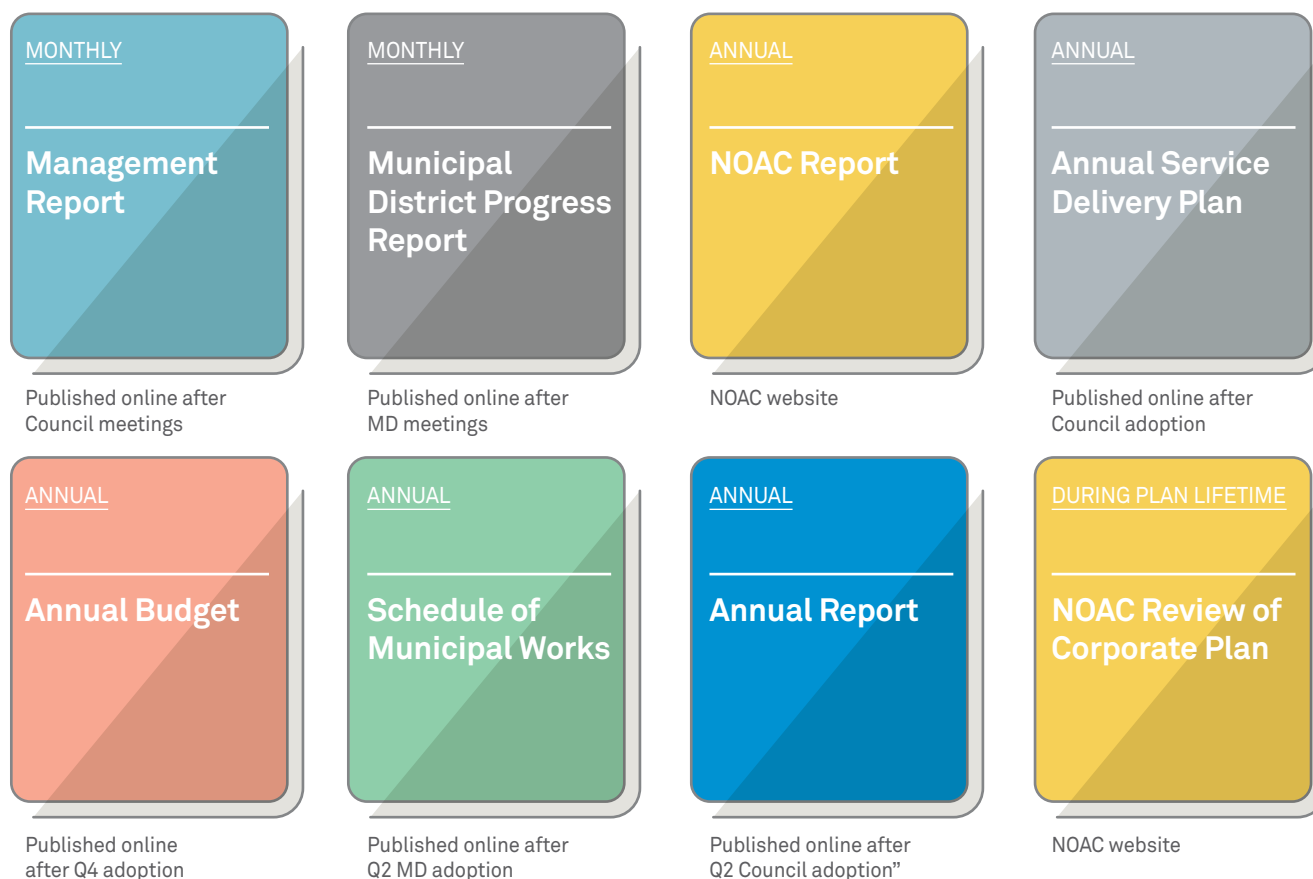 MONTHLY
Management
Report
Published online after
Council meetings
MONTHLY
Municipal
District Progress
Report
Published online after
MD meetings
ANNUAL
NOAC Report
NOAC website
ANNUAL
Annual Service
Delivery Plan
Published online after
Council adoption
ANNUAL
Annual Budget
Published online
after Q4 adoption
ANNUAL
Schedule of
Municipal Works
Published online after
Q2 MD adoption
ANNUAL
Annual Report
Published online after
Q2 Council adoption”
DURING PLAN LIFETIME
NOAC Review of
Corporate Plan
NOAC website